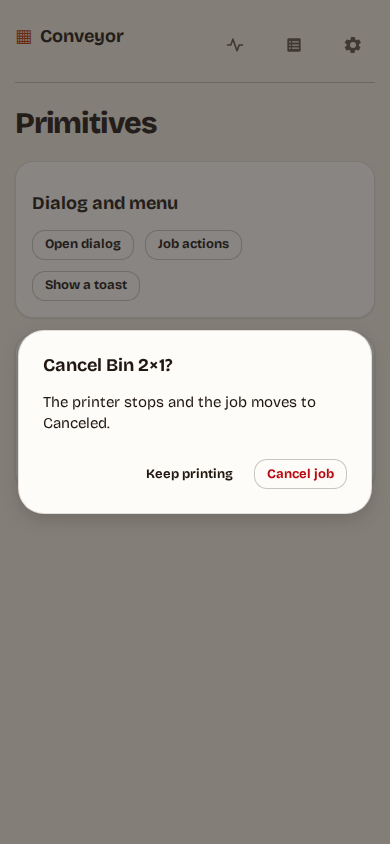 Conveyor
Primitives
Dialog and menu
Open dialog
Job actions
Show a toast
Cancel Bin 2×1?
The printer stops and the job moves to
Canceled.
Keep printing
Cancel job